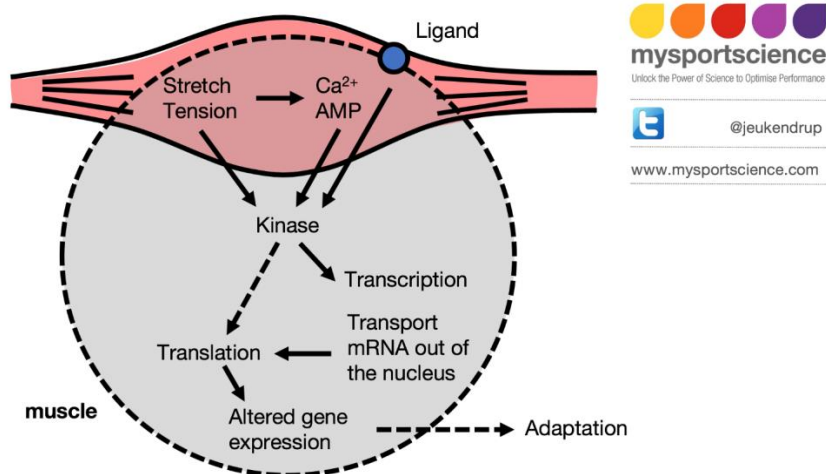 Ligand
Stretch
Tension
Ca²⁺
AMP
Kinase
Transcription
Transport
mRNA out of
the nucleus
Translation
Altered gene
expression
muscle
Adaptation
mysportscience
Unlock the Power of Science to Optimise Performance
@jeukendrup
www.mysportscience.com